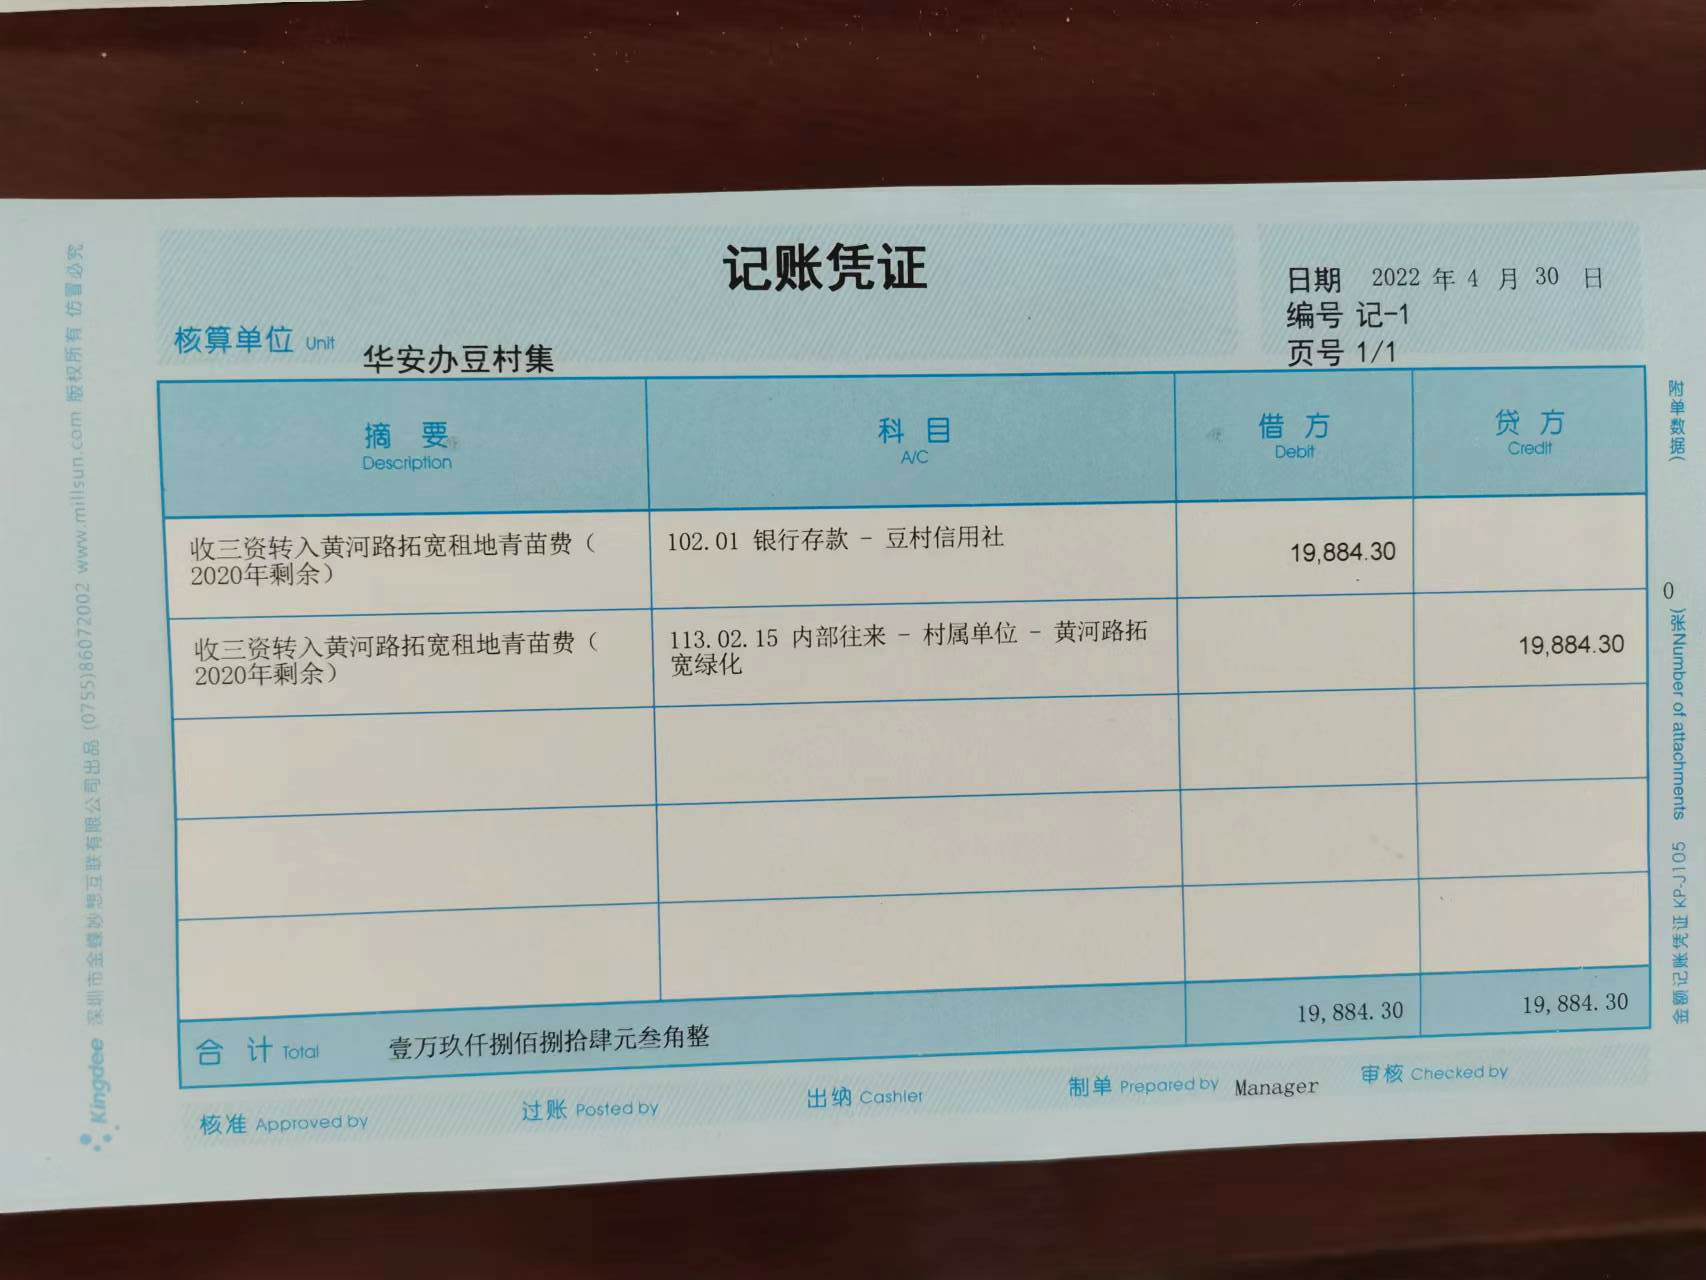 记账凭证
日期 2022 年 4 月 30 日
编号 记-1
页号 1/1
核算单位 Unit 华安办豆村集
摘 要 科 目 借 方 贷 方
Description A/C Debit Credit
收三资转入黄河路拓宽租地青苗费（ 102.01 银行存款 - 豆村信用社 19,884.30
2020年剩余）
收三资转入黄河路拓宽租地青苗费（ 113.02.15 内部往来 - 村属单位 - 黄河路拓 19,884.30
2020年剩余） 宽绿化
合 计 Total 壹万玖仟捌佰捌拾肆元叁角整 19,884.30 19,884.30
核准 Approved by 过账 Posted by 出纳 Cashier 制单 Prepared by Manager 审核 Checked by
Kingdee 深圳市金蝶妙想互联有限公司出品 (0755)86072002 www.millsun.com 版权所有 仿冒必究
附单数据( 0 )张Number of attachments 金额记账凭证 KP-J105